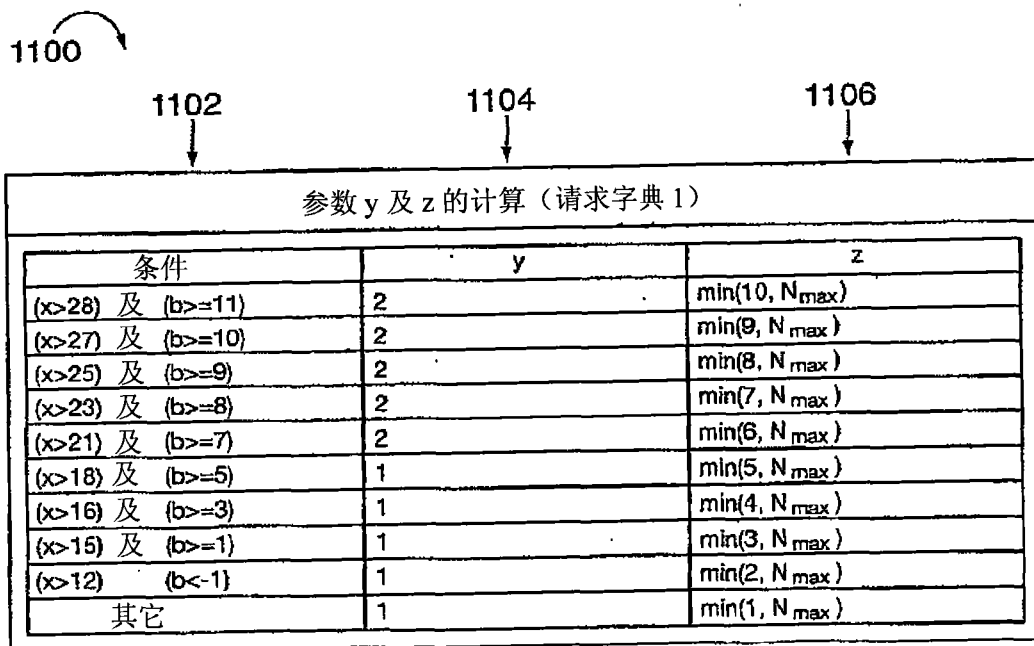 1100
1102 1104 1106
参数 y 及 z 的计算（请求字典 1）
条件 y z
(x>28) 及 (b>=11) 2 min(10, Nmax)
(x>27) 及 (b>=10) 2 min(9, Nmax)
(x>25) 及 (b>=9) 2 min(8, Nmax)
(x>23) 及 (b>=8) 2 min(7, Nmax)
(x>21) 及 (b>=7) 2 min(6, Nmax)
(x>18) 及 (b>=5) 1 min(5, Nmax)
(x>16) 及 (b>=3) 1 min(4, Nmax)
(x>15) 及 (b>=1) 1 min(3, Nmax)
(x>12) (b<-1) 1 min(2, Nmax)
其它 1 min(1, Nmax)